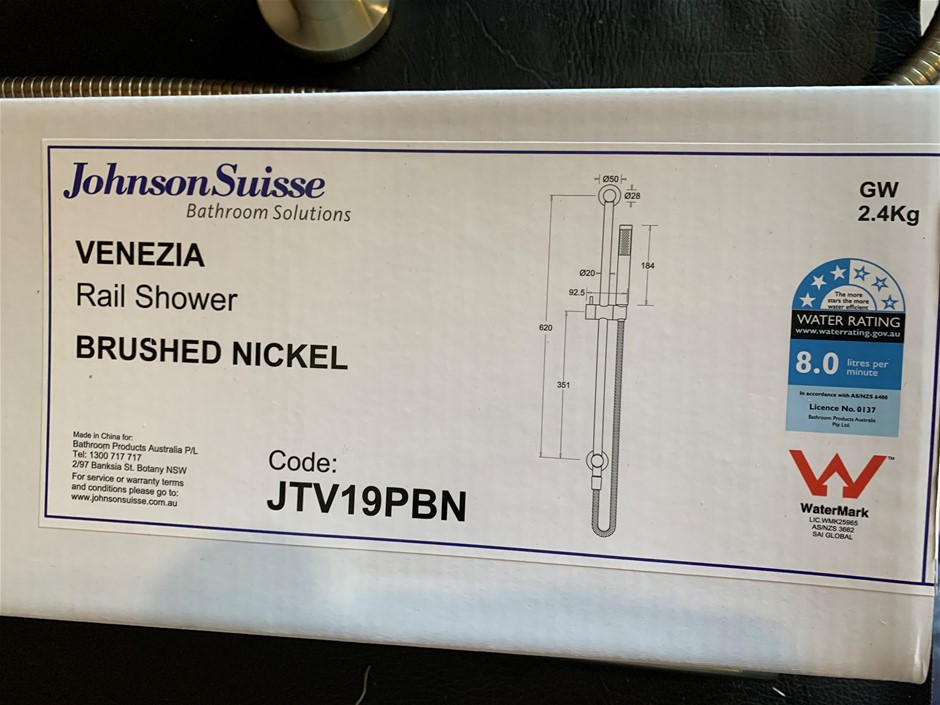 JohnsonSuisse
Bathroom Solutions
VENEZIA
Rail Shower
BRUSHED NICKEL
Made in China for:
Bathroom Products Australia P/L
Tel: 1300 717 717
2/97 Banksia St. Botany NSW
For service or warranty terms
and conditions please go to:
www.johnsonsuisse.com.au
Code:
JTV19PBN
Ø50
Ø28
184
Ø20
92.5
620
351
GW
2.4Kg
The more
stars the more
water efficient
WATER RATING
www.waterrating.gov.au
8.0 litres per
minute
In accordance with AS/NZS 6400
Licence No. 0137
Bathroom Products Australia
Pty Ltd.
W™
WaterMark
LIC.WMK25965
AS/NZS 3662
SAI GLOBAL